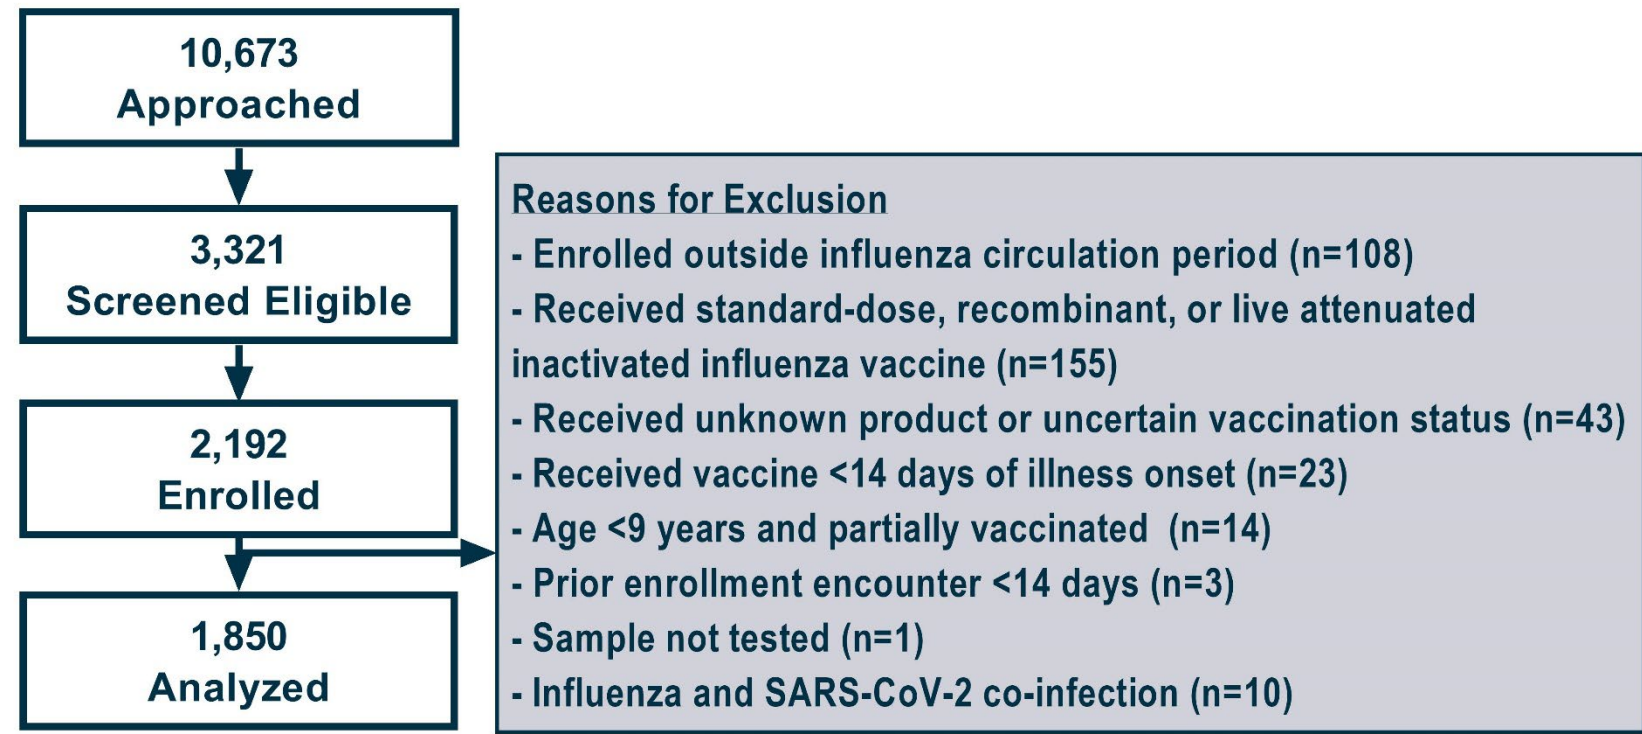 10,673
Approached
3,321
Screened Eligible
2,192
Enrolled
1,850
Analyzed
Reasons for Exclusion
- Enrolled outside influenza circulation period (n=108)
- Received standard-dose, recombinant, or live attenuated
inactivated influenza vaccine (n=155)
- Received unknown product or uncertain vaccination status (n=43)
- Received vaccine <14 days of illness onset (n=23)
- Age <9 years and partially vaccinated (n=14)
- Prior enrollment encounter <14 days (n=3)
- Sample not tested (n=1)
- Influenza and SARS-CoV-2 co-infection (n=10)